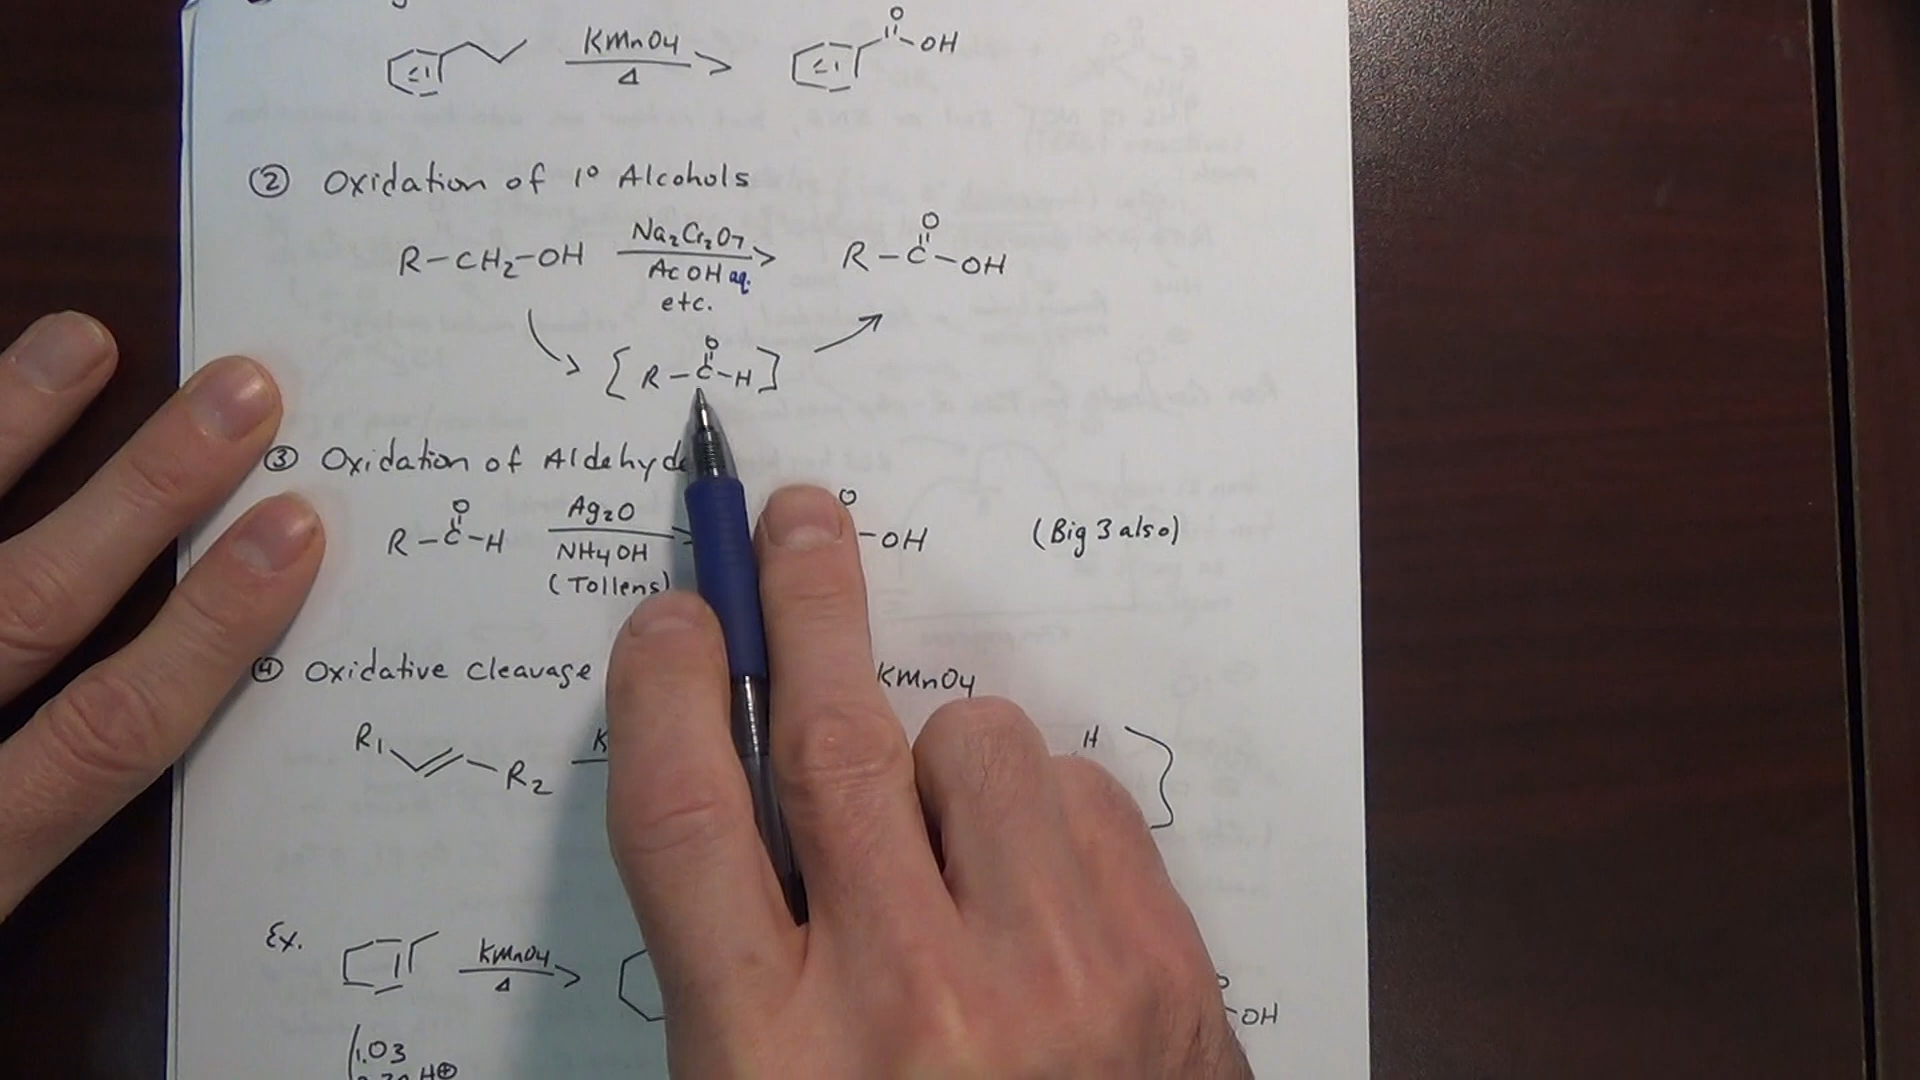 KMnO4
Δ
O
OH
② Oxidation of 1° Alcohols
R-CH2-OH
Na2Cr2O7
AcOH aq.
etc.
O
R-C-OH
O
[R-C-H]
③ Oxidation of Aldehyde
O
R-C-H
Ag2O
NH4OH
(Tollens)
O
-OH
(Big 3 also)
④ Oxidative Cleavage
KMnO4
R1
R2
K
H
Ex.
KMnO4
Δ
OH
1.O3